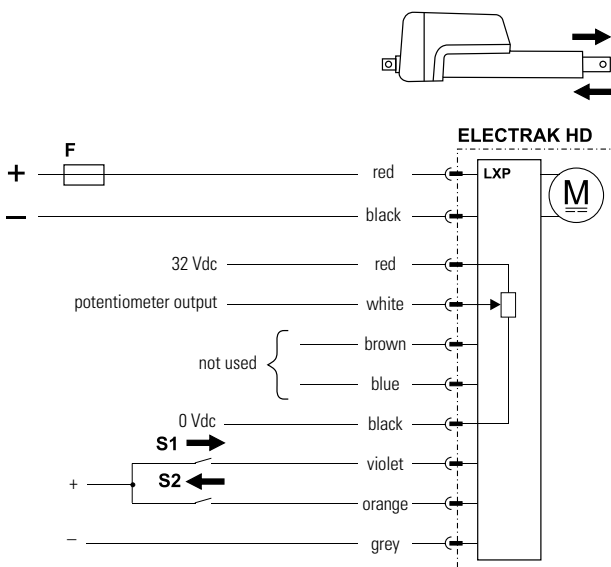 ELECTRAK HD
F
+ red LXP
M
– black
32 Vdc red
potentiometer output white
not used
brown
blue
0 Vdc black
S1
violet
+ S2
orange
– grey